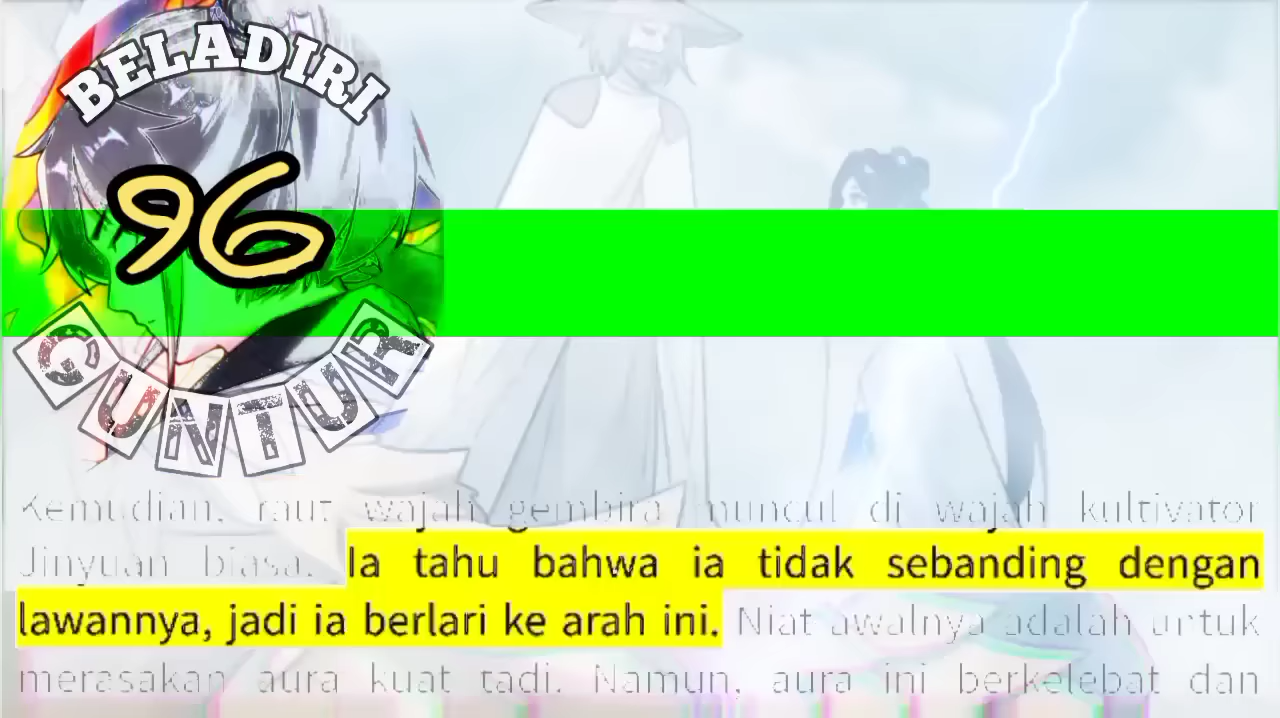 BELADIRI
96
GUNTUR
Kemudian, raut wajah gembira muncul di wajah kultivator
Jinyuan biasa. Ia tahu bahwa ia tidak sebanding dengan
lawannya, jadi ia berlari ke arah ini. Niat awalnya adalah untuk
merasakan aura kuat tadi. Namun, aura ini berkelebat dan